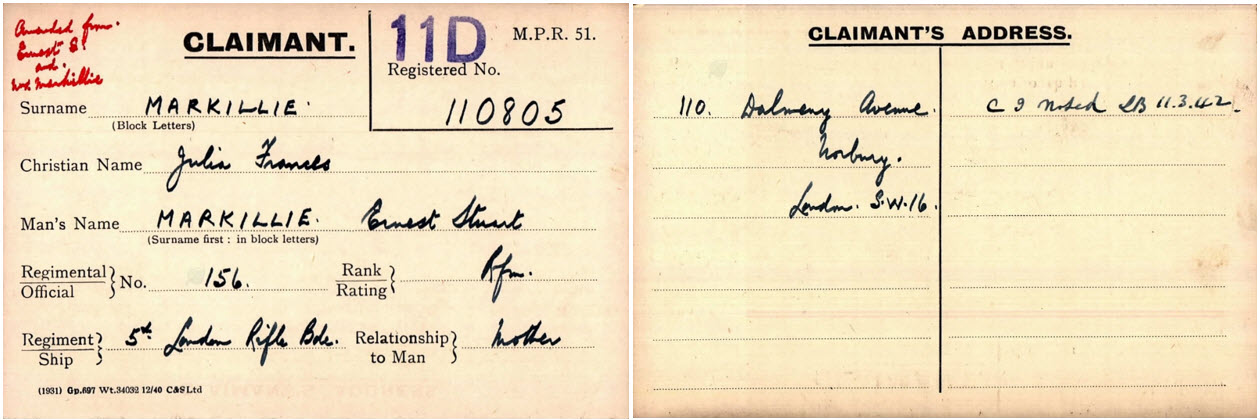 Amended from
Ernest S.
and.
CLAIMANT.
11D
M.P.R. 51.
Registered No.
110805
Surname MARKILLIE.
(Block Letters)
Christian Name Julia Frances
Man's Name MARKILLIE. Ernest Stuart
(Surname first : in block letters)
Regimental
Official } No. 156. Rank
Rating } Rfm.
Regiment
Ship } 5th London Rifle Bde. Relationship
to Man } Mother
(1931) Gp.697 Wt.34032 12/40 C&S Ltd
CLAIMANT'S ADDRESS.
110. Dalmeny Avenue.
Norbury.
London. S.W.16.
C I noted 11.3.42.